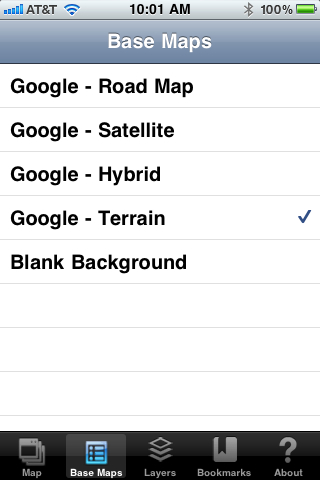 AT&T 10:01 AM 100%
Base Maps
Google - Road Map
Google - Satellite
Google - Hybrid
Google - Terrain
Blank Background
Map Base Maps Layers Bookmarks About